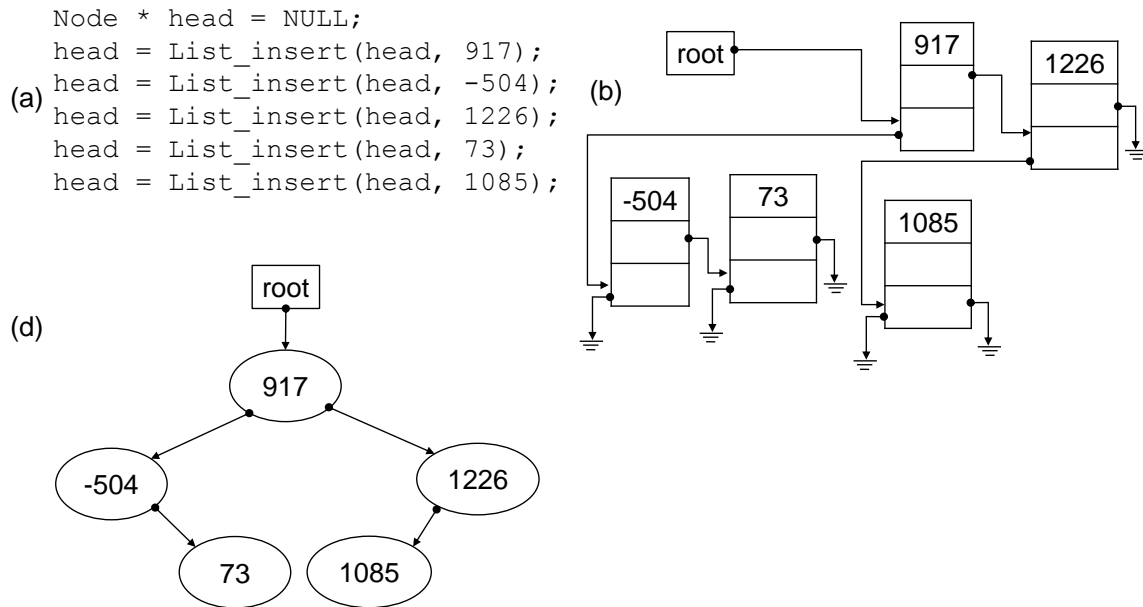 (a)
Node * head = NULL;
head = List_insert(head, 917);
head = List_insert(head, -504);
head = List_insert(head, 1226);
head = List_insert(head, 73);
head = List_insert(head, 1085);
(b)
root
917
1226
-504
73
1085
(d)
root
917
-504
1226
73
1085